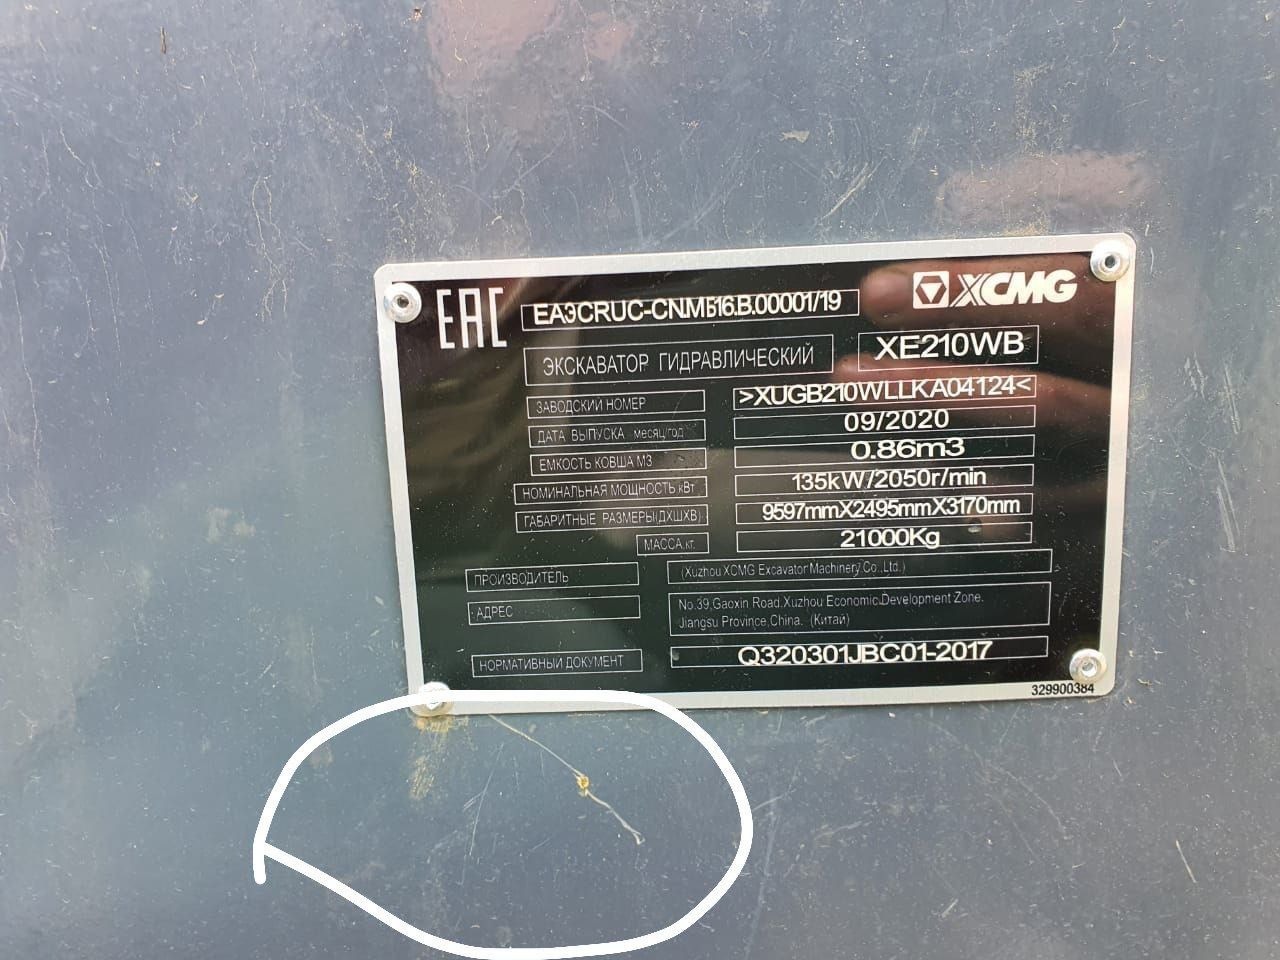 EAC
ЕАЭCRUC-CN.МБ16.В.00001/19
XCMG
ЭКСКАВАТОР ГИДРАВЛИЧЕСКИЙ
XE210WB
ЗАВОДСКИЙ НОМЕР
>XUGB210WLLKA04124<
ДАТА ВЫПУСКА месяц/год
09/2020
ЕМКОСТЬ КОВША М3
0.86m3
НОМИНАЛЬНАЯ МОЩНОСТЬ кВт
135kW/2050r/min
ГАБАРИТНЫЕ РАЗМЕРЫ(ДХШХВ)
9597mmX2495mmX3170mm
МАССА.кг.
21000Kg
ПРОИЗВОДИТЕЛЬ
(Xuzhou XCMG Excavator Machinery Co.,Ltd.)
АДРЕС
No.39,Gaoxin Road.Xuzhou Economic.Development Zone.
Jiangsu Province,China. (Китай)
НОРМАТИВНЫЙ ДОКУМЕНТ
Q320301JBC01-2017
329900384